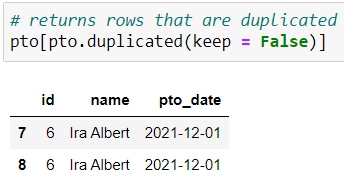 # returns rows that are duplicated
pto[pto.duplicated(keep = False)]
id name pto_date
7 6 Ira Albert 2021-12-01
8 6 Ira Albert 2021-12-01